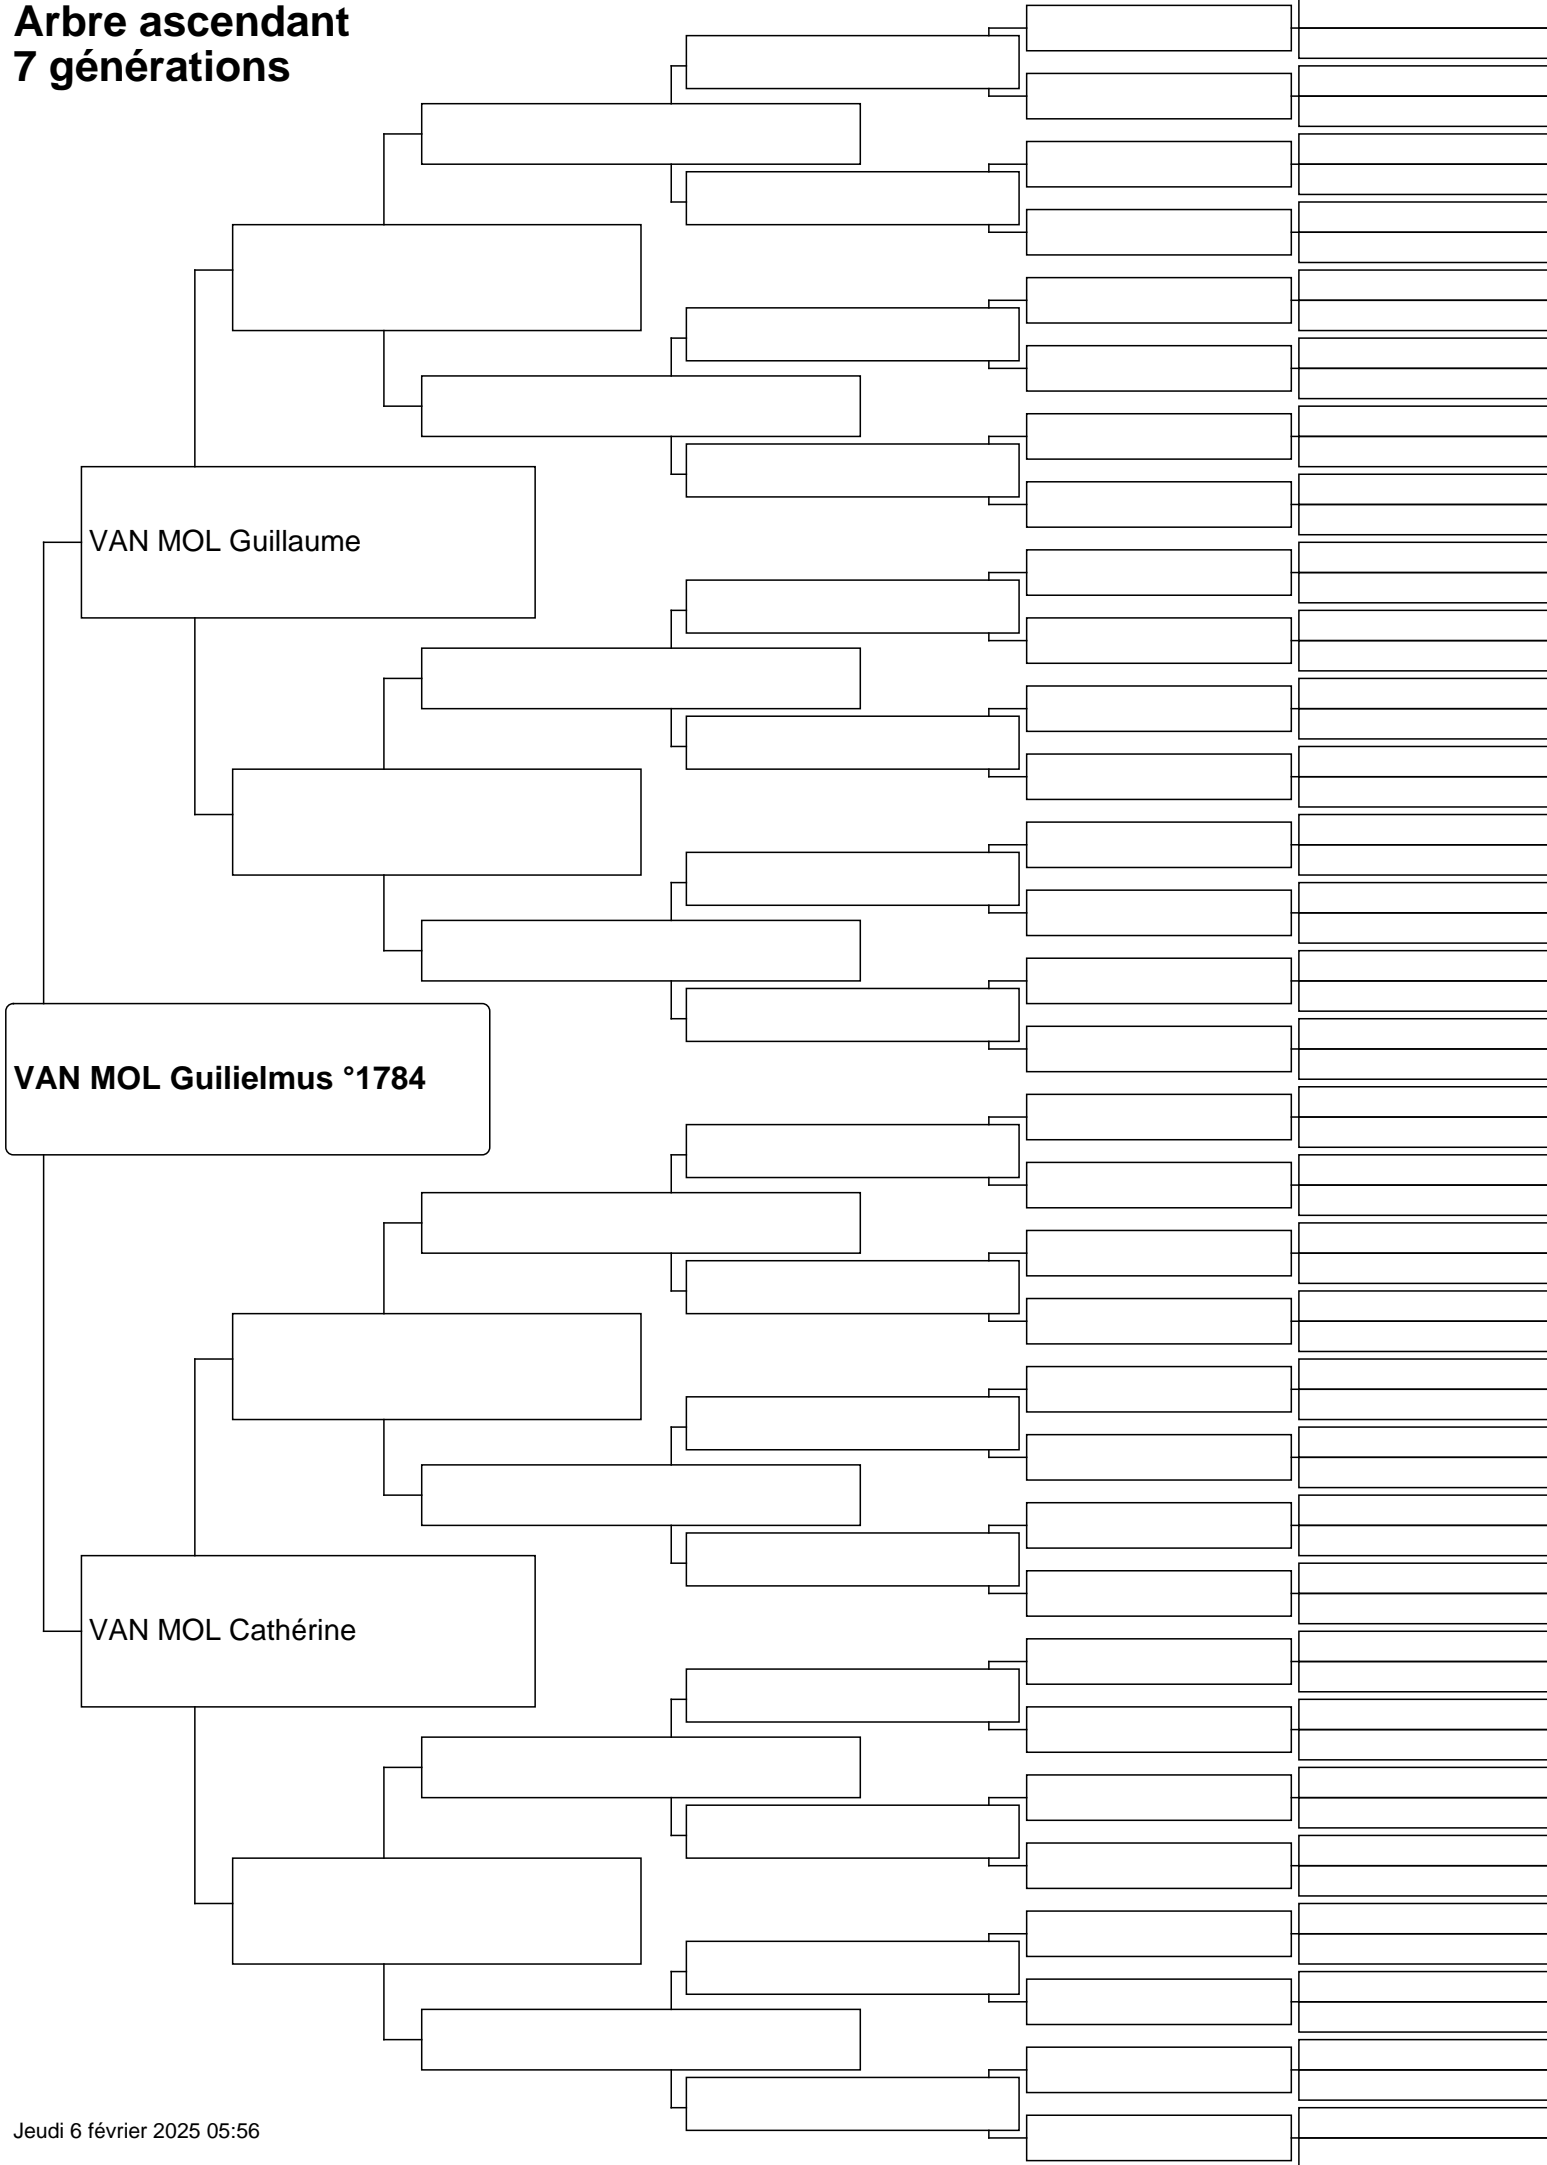 Arbre ascendant
7 générations
VAN MOL Guillaume
VAN MOL Guilielmus °1784
VAN MOL Cathérine
Jeudi 6 février 2025 05:56